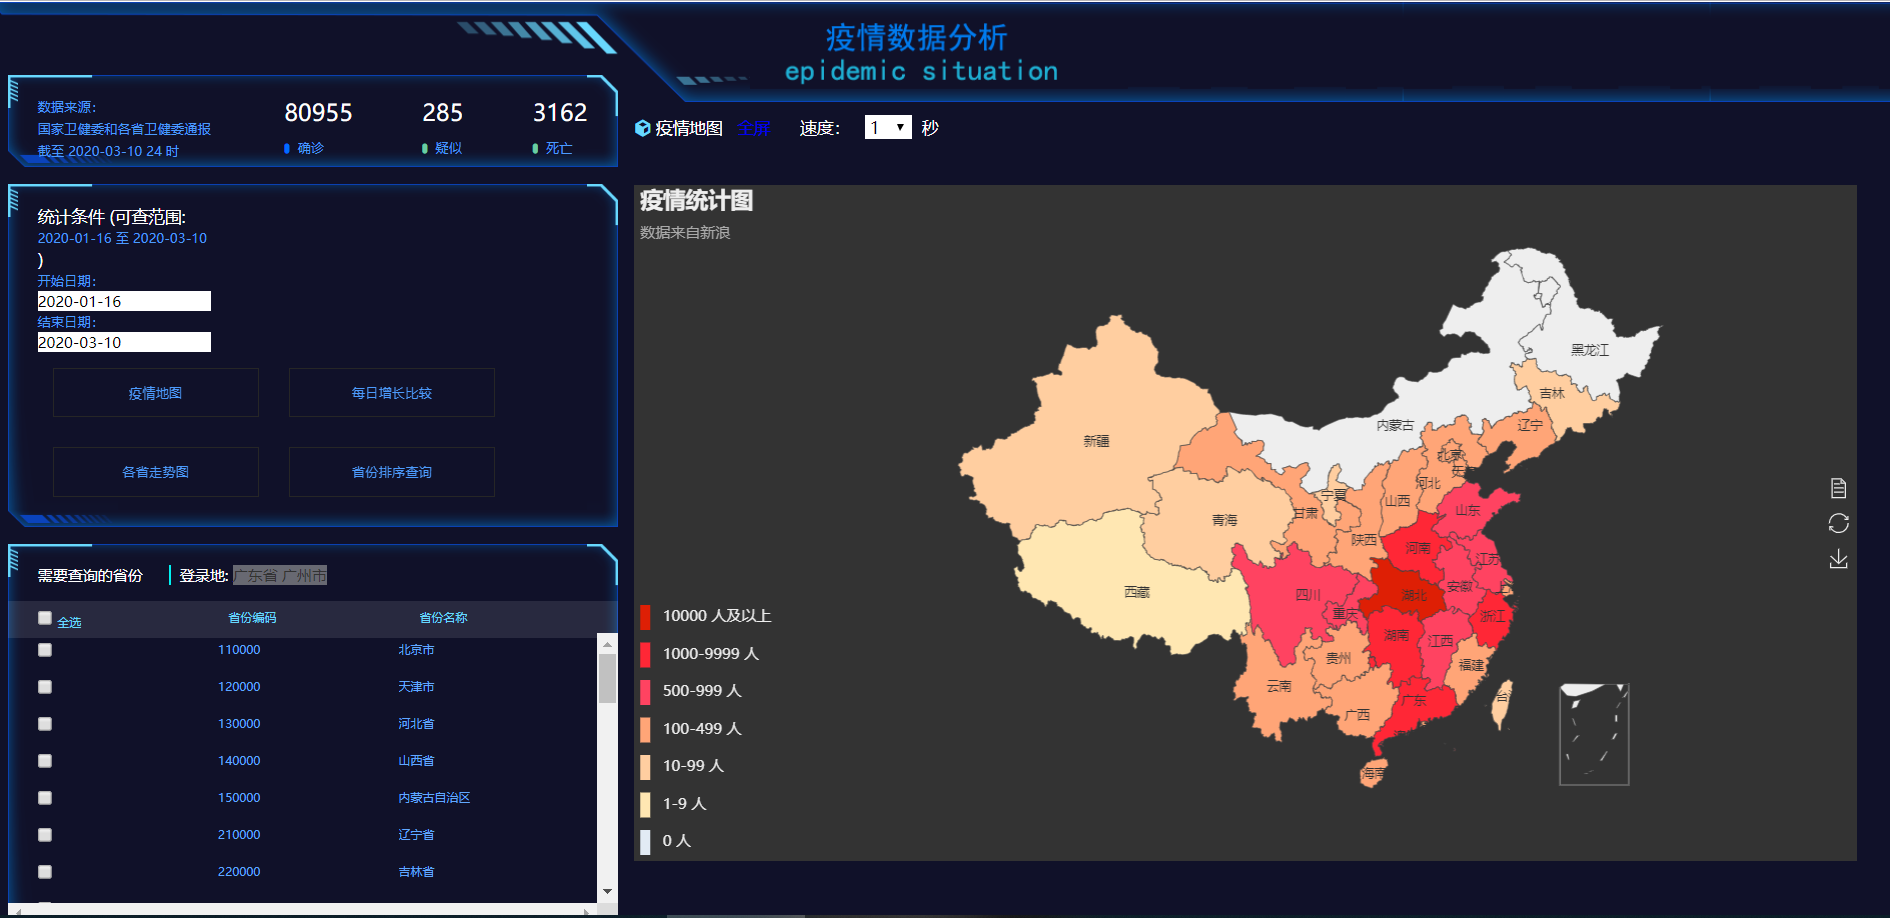 疫情数据分析
epidemic situation
数据来源：
国家卫健委和各省卫健委通报
截至 2020-03-10 24 时
80955
285
3162
确诊
疑似
死亡
疫情地图 全屏 速度： 1 秒
统计条件 (可查范围:
2020-01-16 至 2020-03-10
)
开始日期：
2020-01-16
结束日期：
2020-03-10
疫情地图
每日增长比较
各省走势图
省份排序查询
需要查询的省份
登录地: 广东省 广州市
全选 省份编码 省份名称
110000 北京市
120000 天津市
130000 河北省
140000 山西省
150000 内蒙古自治区
210000 辽宁省
220000 吉林省
疫情统计图
数据来自新浪
黑龙江
吉林
内蒙古
辽宁
新疆
北京
河北
宁夏
山西
山东
青海
甘肃
陕西
河南
江苏
西藏
四川
湖北
安徽
上
重庆
浙江
湖南
江西
贵州
福建
云南
广西
广东
台
海南
10000 人及以上
1000-9999 人
500-999 人
100-499 人
10-99 人
1-9 人
0 人